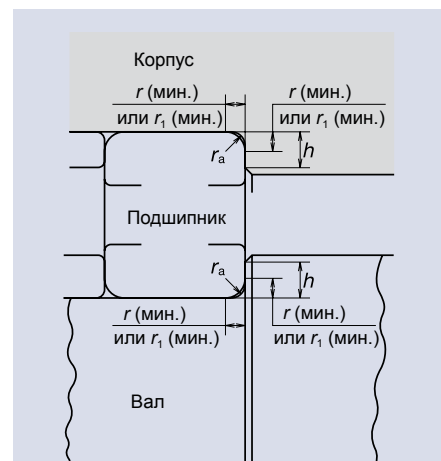 Корпус
r (мин.)
или r₁ (мин.)
r (мин.)
или r₁ (мин.)
rₐ
h
Подшипник
rₐ
h
r (мин.)
или r₁ (мин.)
r (мин.)
или r₁ (мин.)
Вал